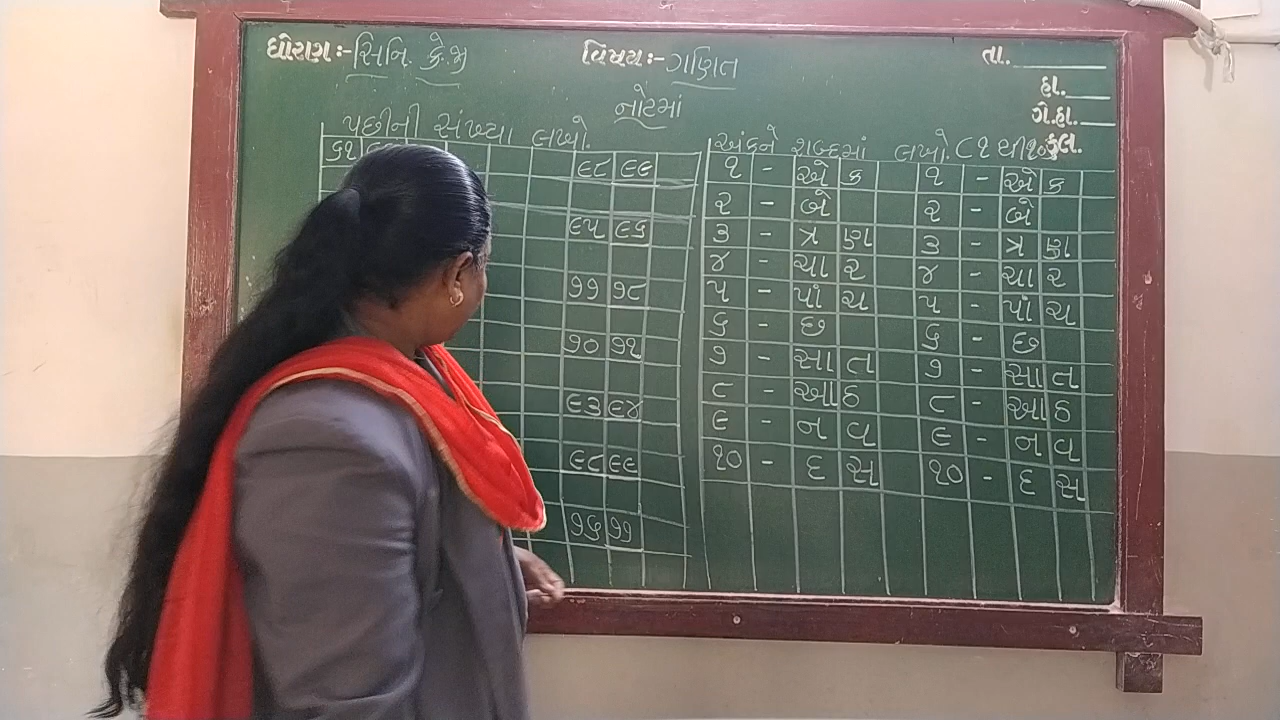 ધોરણ :- સિનિ. કે.જી વિષય :- ગણિત તા.
નોટમાં હા.
ગે.હા.
કુલ.
પછીની સંખ્યા લખો.
૬૧
૯૮ ૯૯
૯૫ ૯૬
૭૭ ૭૮
૭૦ ૭૧
૯૩ ૯૪
૯૮ ૯૯
૭૬ ૭૭
અંકને શબ્દમાં લખો. ૮૧ થી
૧ - એક ૧ - એક
૨ - બે ૨ - બે
૩ - ત્રણ ૩ - ત્રણ
૪ - ચાર ૪ - ચાર
૫ - પાંચ ૫ - પાંચ
૬ - છ ૬ - છ
૭ - સાત ૭ - સાત
૮ - આઠ ૮ - આઠ
૯ - નવ ૯ - નવ
૧૦ - દસ ૧૦ - દસ